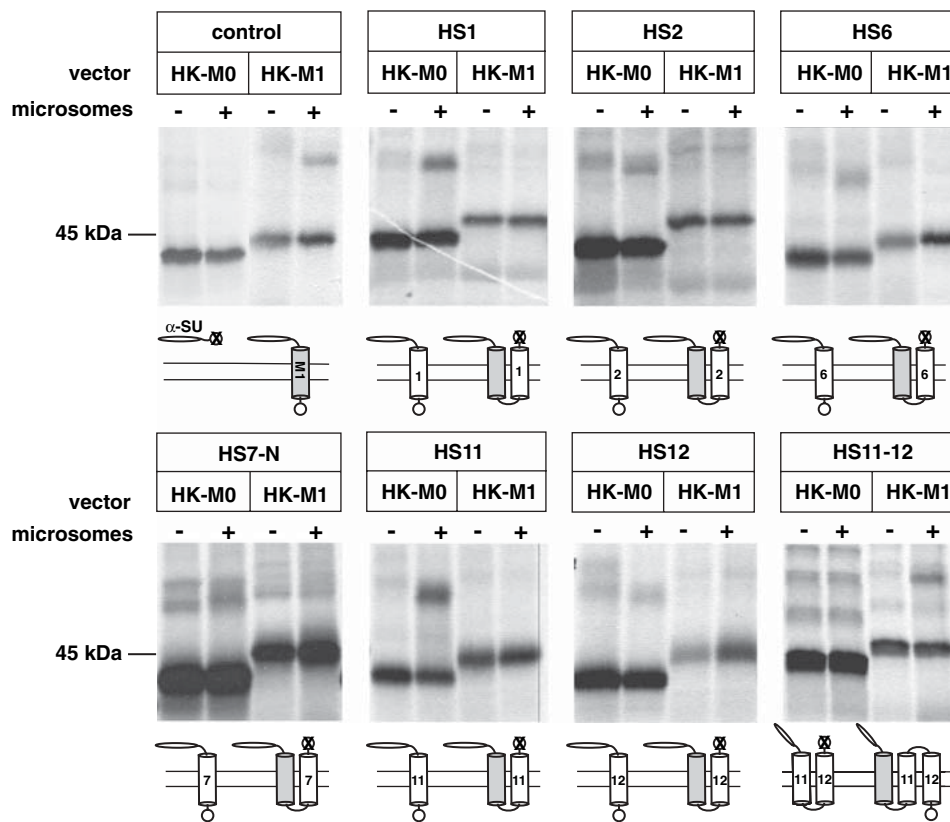 control HS1 HS2 HS6
vector HK-M0 HK-M1 HK-M0 HK-M1 HK-M0 HK-M1 HK-M0 HK-M1
microsomes - + - + - + - + - + - + - + - +
45 kDa
α-SU
M1 1 1 2 2 6 6
HS7-N HS11 HS12 HS11-12
vector HK-M0 HK-M1 HK-M0 HK-M1 HK-M0 HK-M1 HK-M0 HK-M1
microsomes - + - + - + - + - + - + - + - +
45 kDa
7 7 11 11 12 12 11 12 11 12